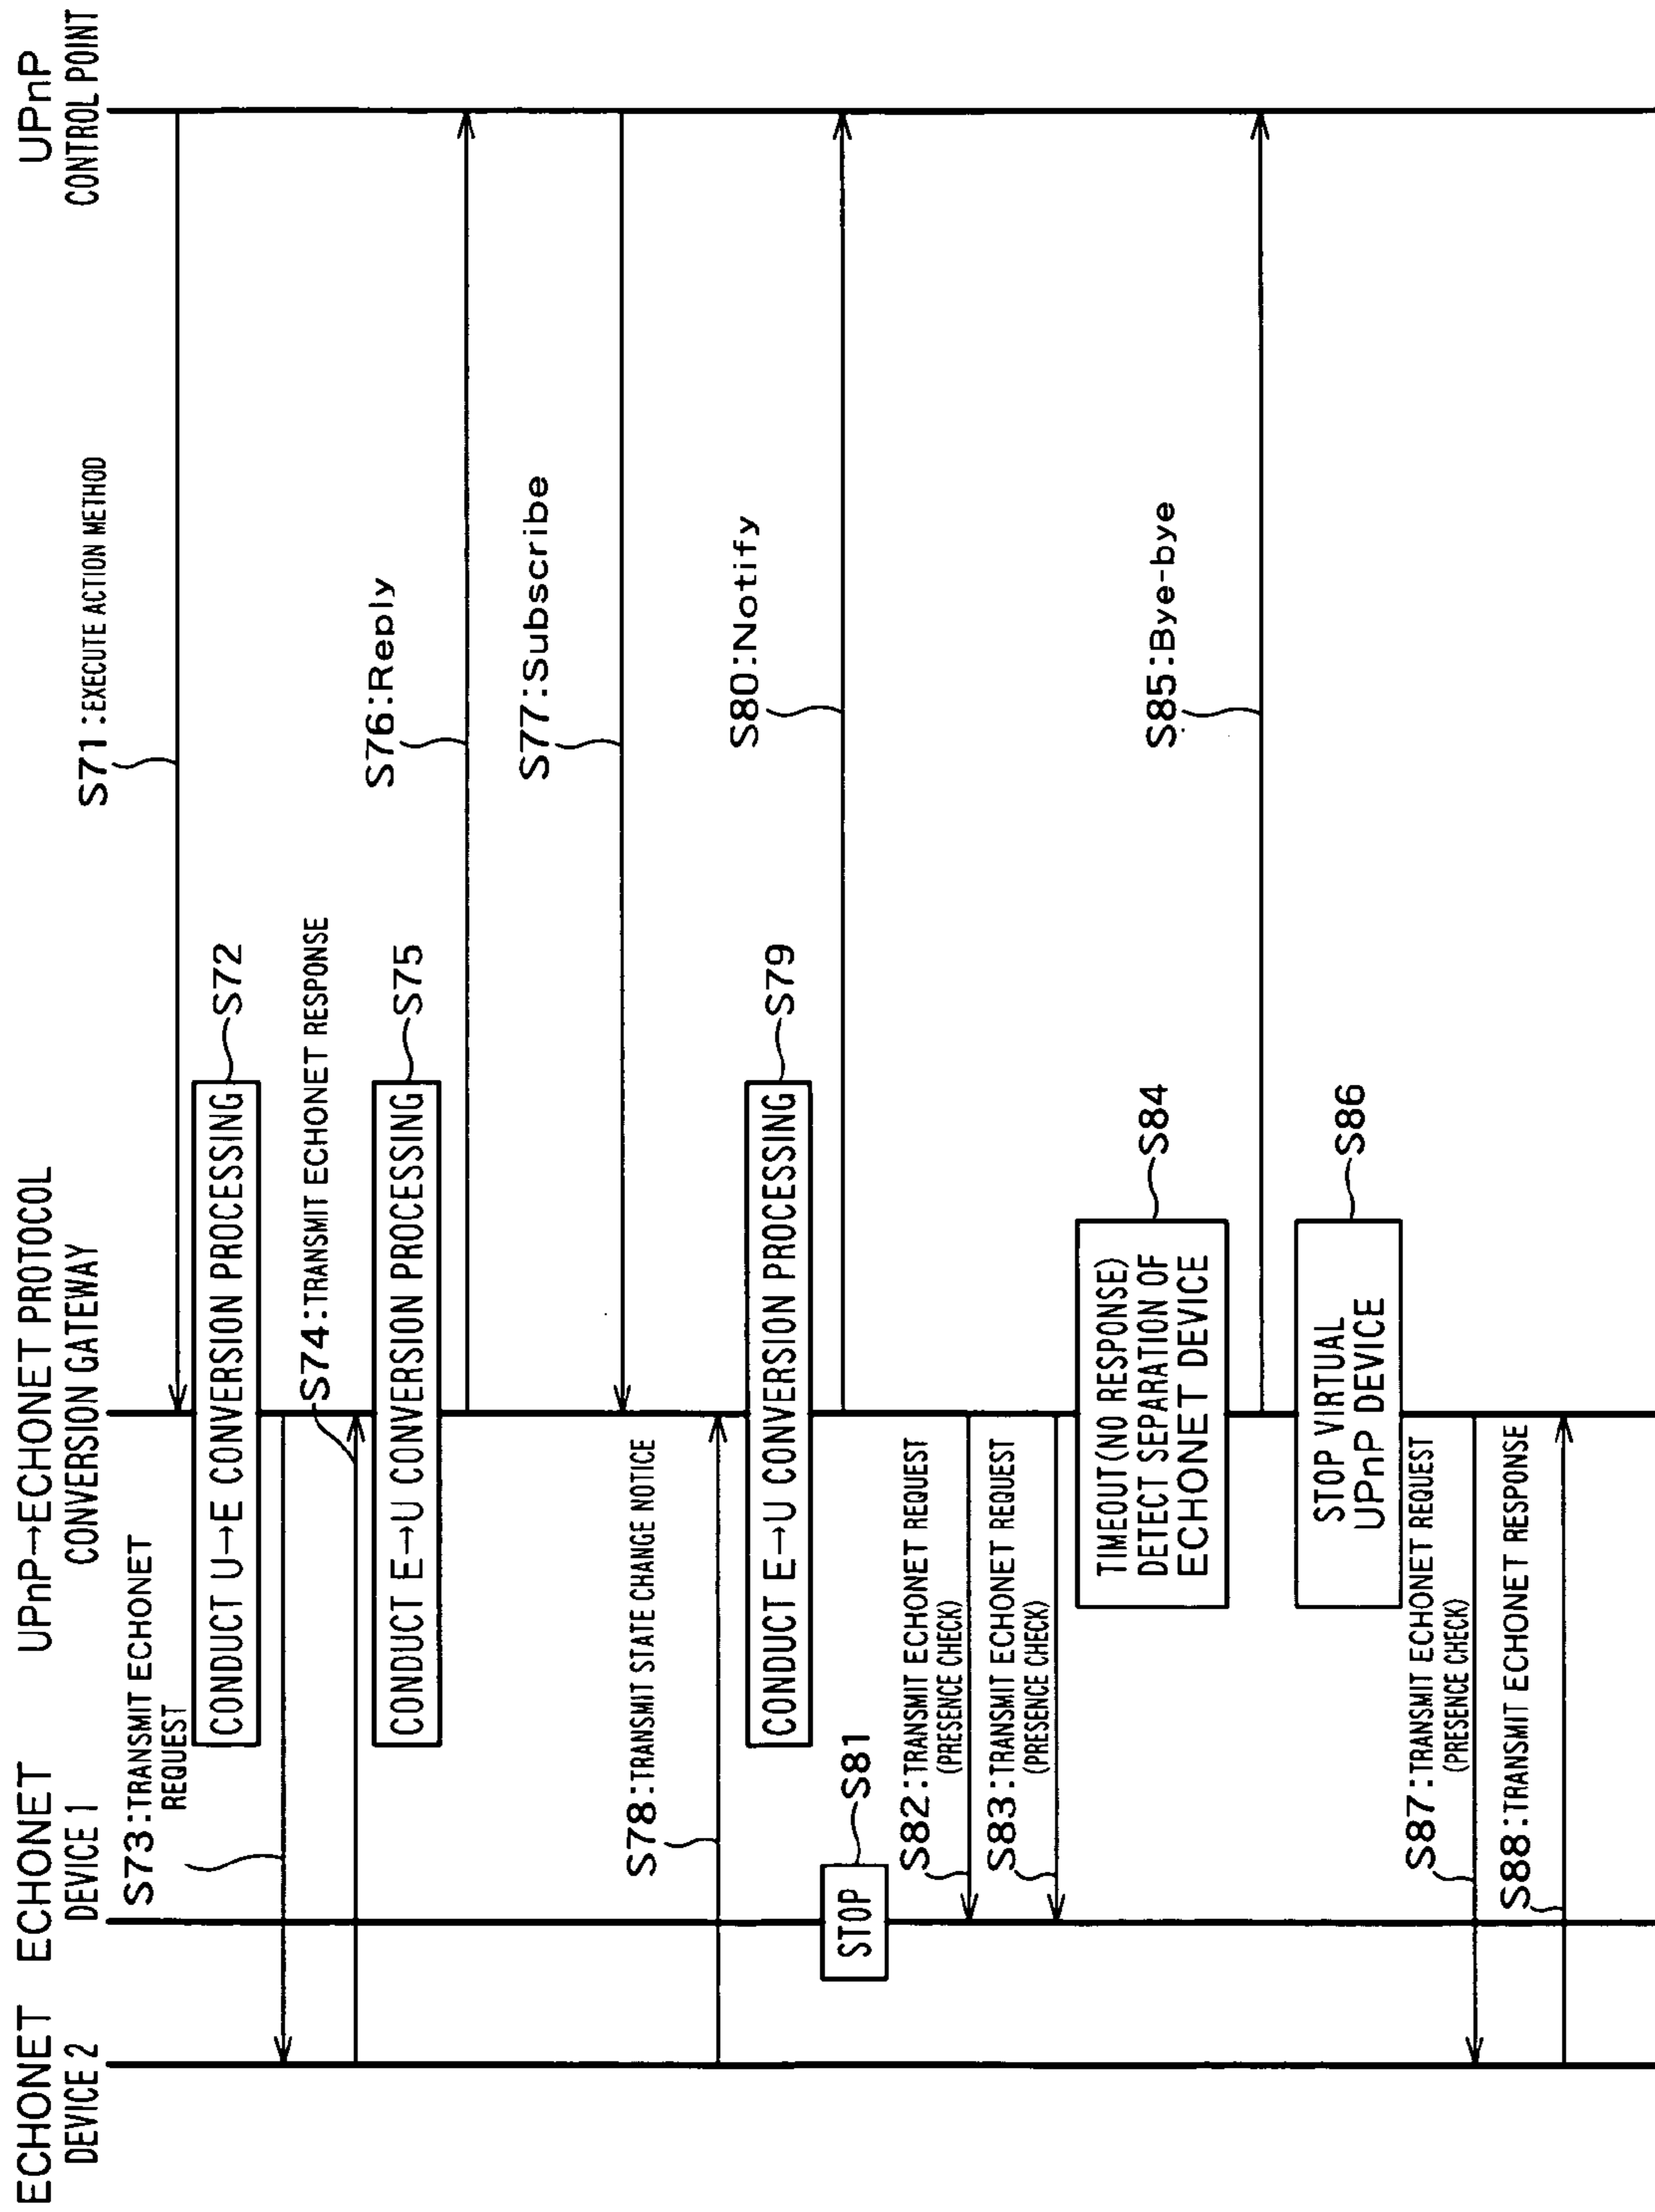 ECHONET
DEVICE 2
ECHONET
DEVICE 1
UPnP→ECHONET PROTOCOL
CONVERSION GATEWAY
UPnP
CONTROL POINT
S71:EXECUTE ACTION METHOD
CONDUCT U→E CONVERSION PROCESSING
S72
S73:TRANSMIT ECHONET
REQUEST
S74:TRANSMIT ECHONET RESPONSE
CONDUCT E→U CONVERSION PROCESSING
S75
S76:Reply
S77:Subscribe
S78:TRANSMIT STATE CHANGE NOTICE
CONDUCT E→U CONVERSION PROCESSING
S79
S80:Notify
STOP
S81
S82:TRANSMIT ECHONET REQUEST
(PRESENCE CHECK)
S83:TRANSMIT ECHONET REQUEST
(PRESENCE CHECK)
TIMEOUT(NO RESPONSE)
DETECT SEPARATION OF
ECHONET DEVICE
S84
S85:Bye-bye
STOP VIRTUAL
UPnP DEVICE
S86
S87:TRANSMIT ECHONET REQUEST
(PRESENCE CHECK)
S88:TRANSMIT ECHONET RESPONSE